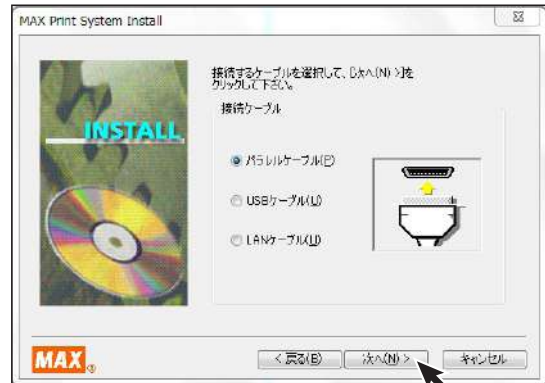 MAX Print System Install
接続するケーブルを選択して、[次へ(N) >]を
クリックして下さい。
接続ケーブル
INSTALL
パラレルケーブル(P)
USBケーブル(U)
LANケーブル(L)
MAX®
< 戻る(B)
次へ(N) >
キャンセル